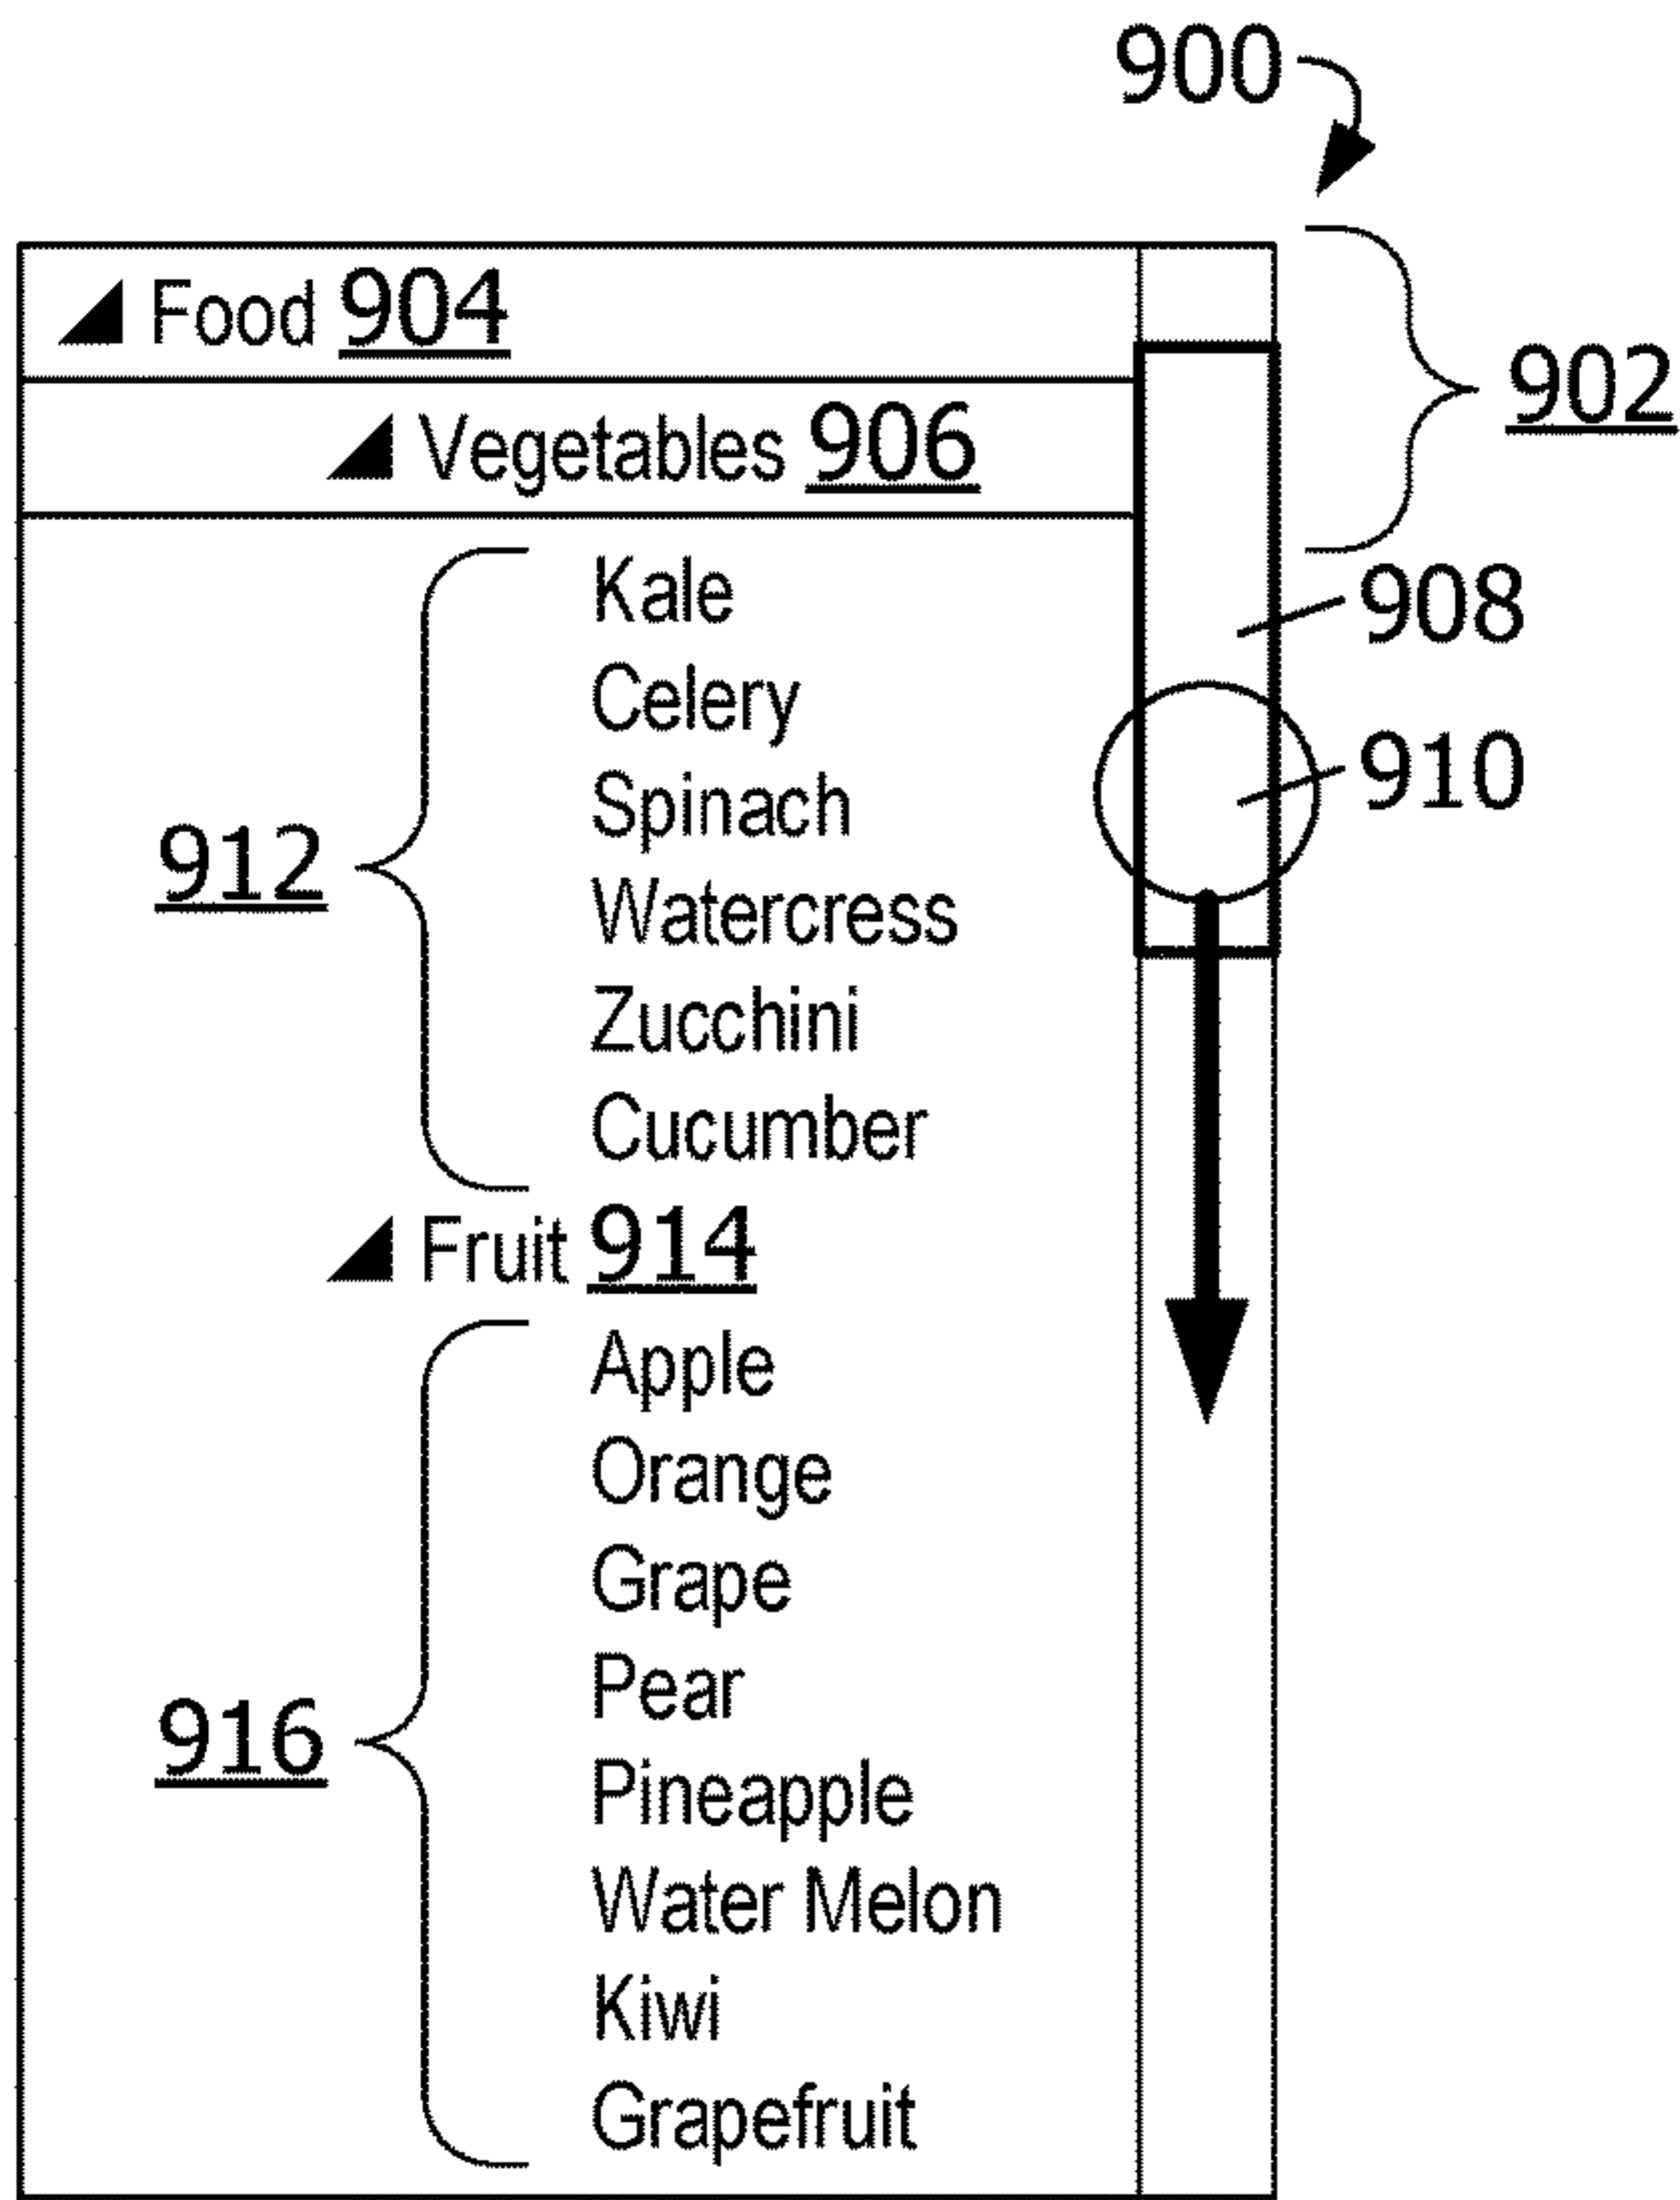 900
Food 904
902
Vegetables 906
Kale
908
Celery
910
Spinach
912
Watercress
Zucchini
Cucumber
Fruit 914
Apple
Orange
Grape
Pear
916
Pineapple
Water Melon
Kiwi
Grapefruit